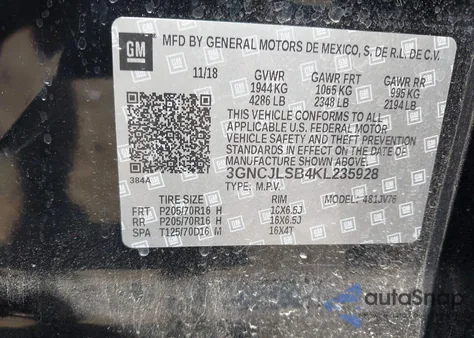 GM
MFD BY GENERAL MOTORS DE MEXICO, S. DE R.L. DE C.V.
11/18 GVWR GAWR FRT GAWR RR
1944 KG 1065 KG 995 KG
4286 LB 2348 LB 2194 LB
THIS VEHICLE CONFORMS TO ALL
APPLICABLE U.S. FEDERAL MOTOR
VEHICLE SAFETY AND THEFT PREVENTION
STANDARDS IN EFFECT ON THE DATE OF
MANUFACTURE SHOWN ABOVE.
384A 3GNCJLSB4KL235928
TYPE: M.P.V.
TIRE SIZE RIM MODEL: 481JV76
FRT P205/70R16 H 16X6.5J
RR P205/70R16 H 16X6.5J
SPA T125/70D16 M 16X4T
autoSnap